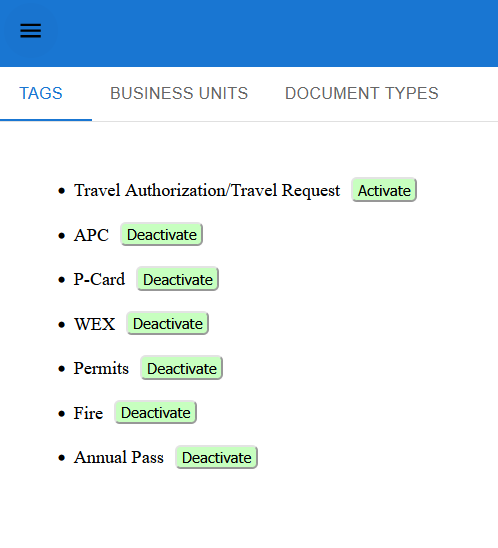 TAGS BUSINESS UNITS DOCUMENT TYPES
Travel Authorization/Travel Request Activate
APC Deactivate
P-Card Deactivate
WEX Deactivate
Permits Deactivate
Fire Deactivate
Annual Pass Deactivate